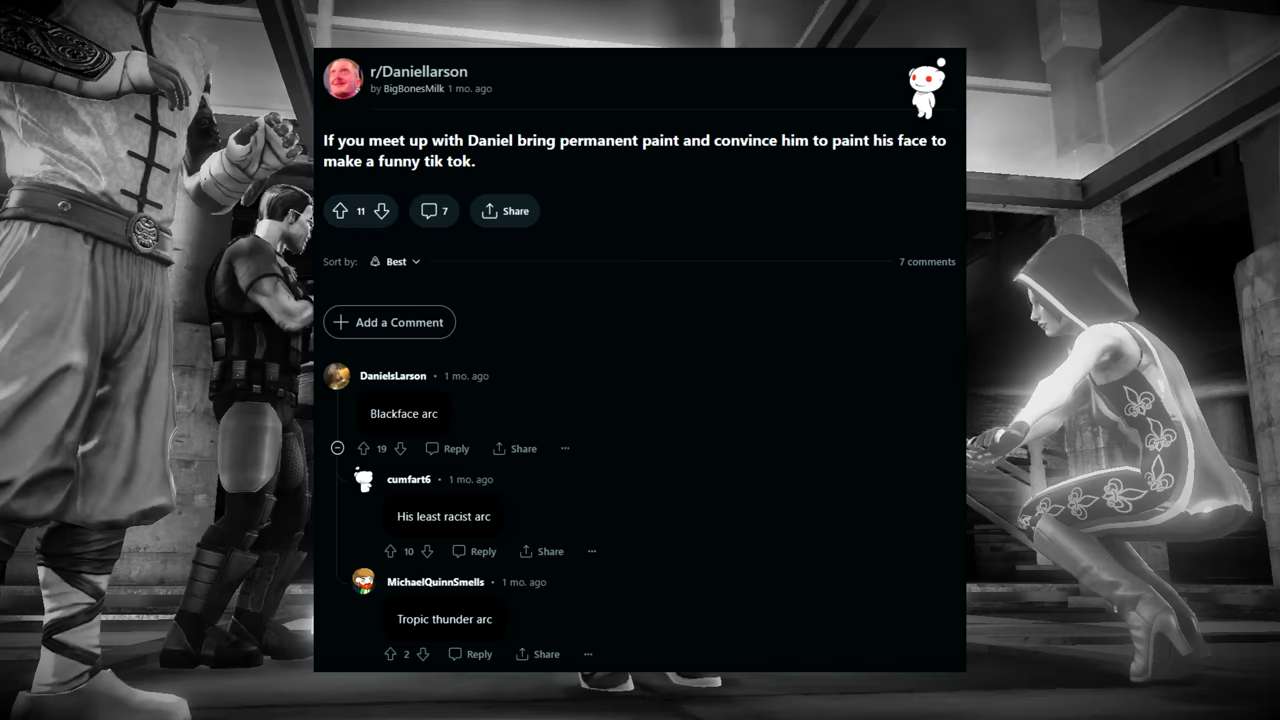 r/Daniellarson
by BigBonesMilk 1 mo. ago
If you meet up with Daniel bring permanent paint and convince him to paint his face to
make a funny tik tok.
11 7 Share
Sort by: Best 7 comments
Add a Comment
DanielsLarson • 1 mo. ago
Blackface arc
19 Reply Share ...
cumfart6 • 1 mo. ago
His least racist arc
10 Reply Share ...
MichaelQuinnSmells • 1 mo. ago
Tropic thunder arc
2 Reply Share ...